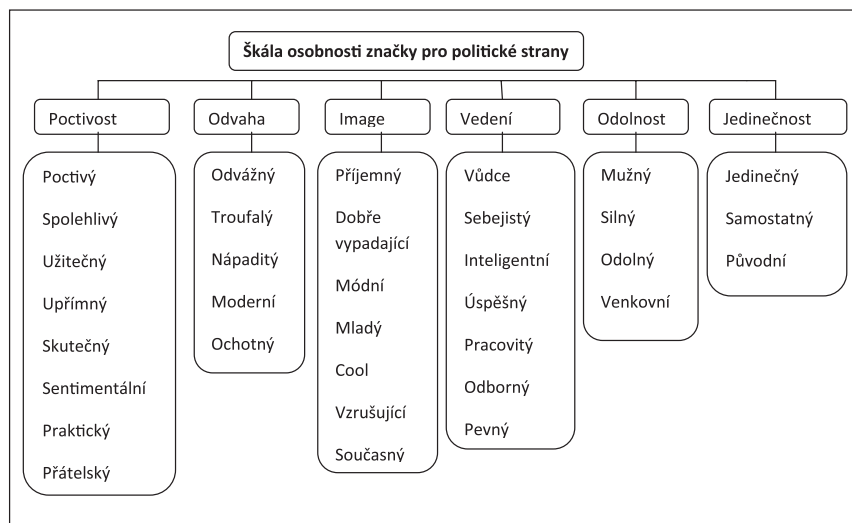 Škála osobnosti značky pro politické strany
Poctivost
Odvaha
Image
Vedení
Odolnost
Jedinečnost
Poctivý
Spolehlivý
Užitečný
Upřímný
Skutečný
Sentimentální
Praktický
Přátelský
Odvážný
Troufalý
Nápaditý
Moderní
Ochotný
Příjemný
Dobře
vypadající
Módní
Mladý
Cool
Vzrušující
Současný
Vůdce
Sebejistý
Inteligentní
Úspěšný
Pracovitý
Odborný
Pevný
Mužný
Silný
Odolný
Venkovní
Jedinečný
Samostatný
Původní